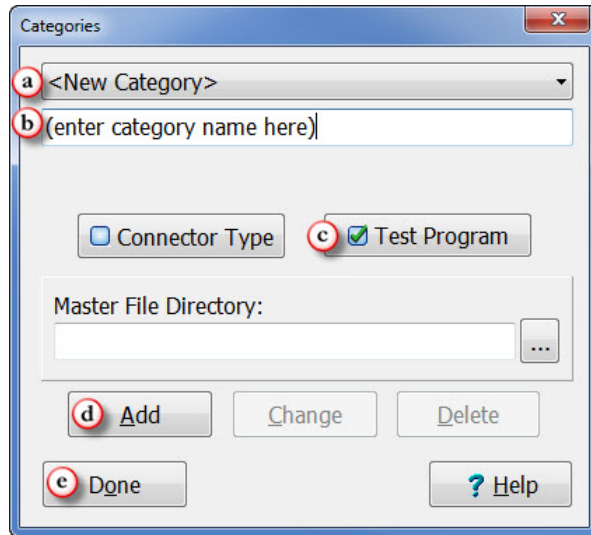 Categories
a <New Category>
b (enter category name here)
Connector Type c Test Program
Master File Directory:
...
d Add Change Delete
e Done ? Help